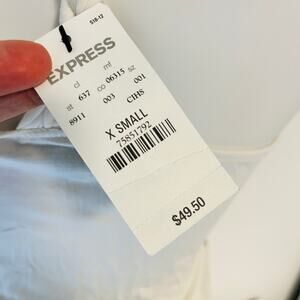 S18-12
EXPRESS
cl mf
637 06315 sz
st co 001
8911 003 CIHS
X SMALL
75851792
$49.50